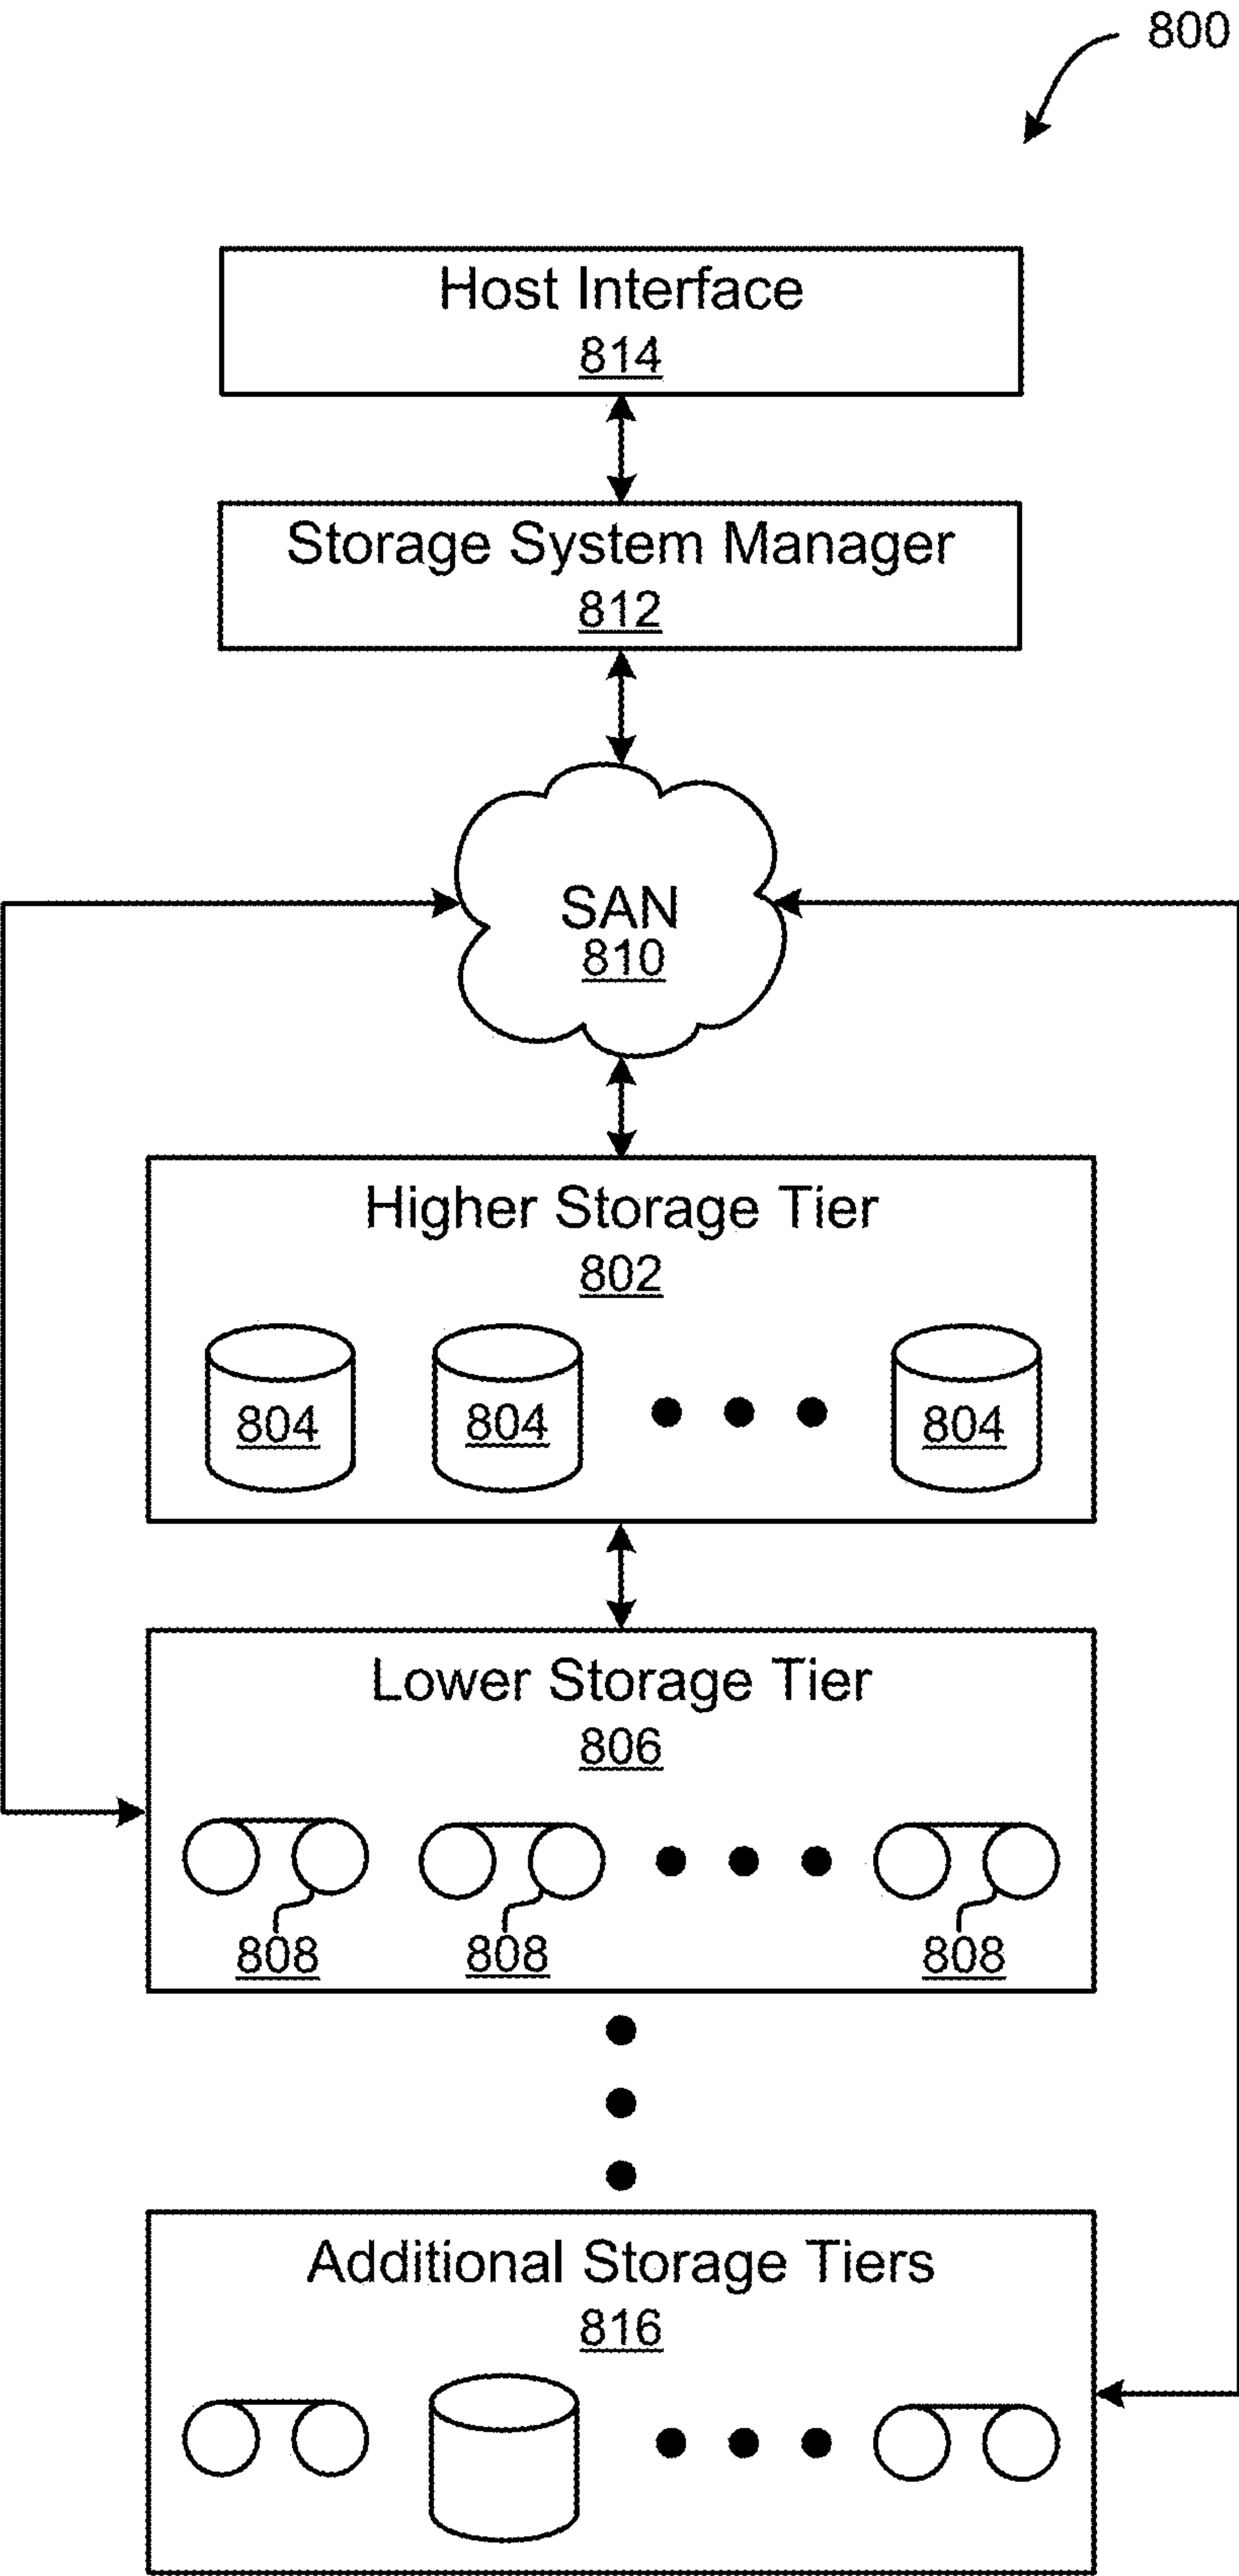 800
Host Interface
814
Storage System Manager
812
SAN
810
Higher Storage Tier
802
804 804 804
Lower Storage Tier
806
808 808 808
Additional Storage Tiers
816